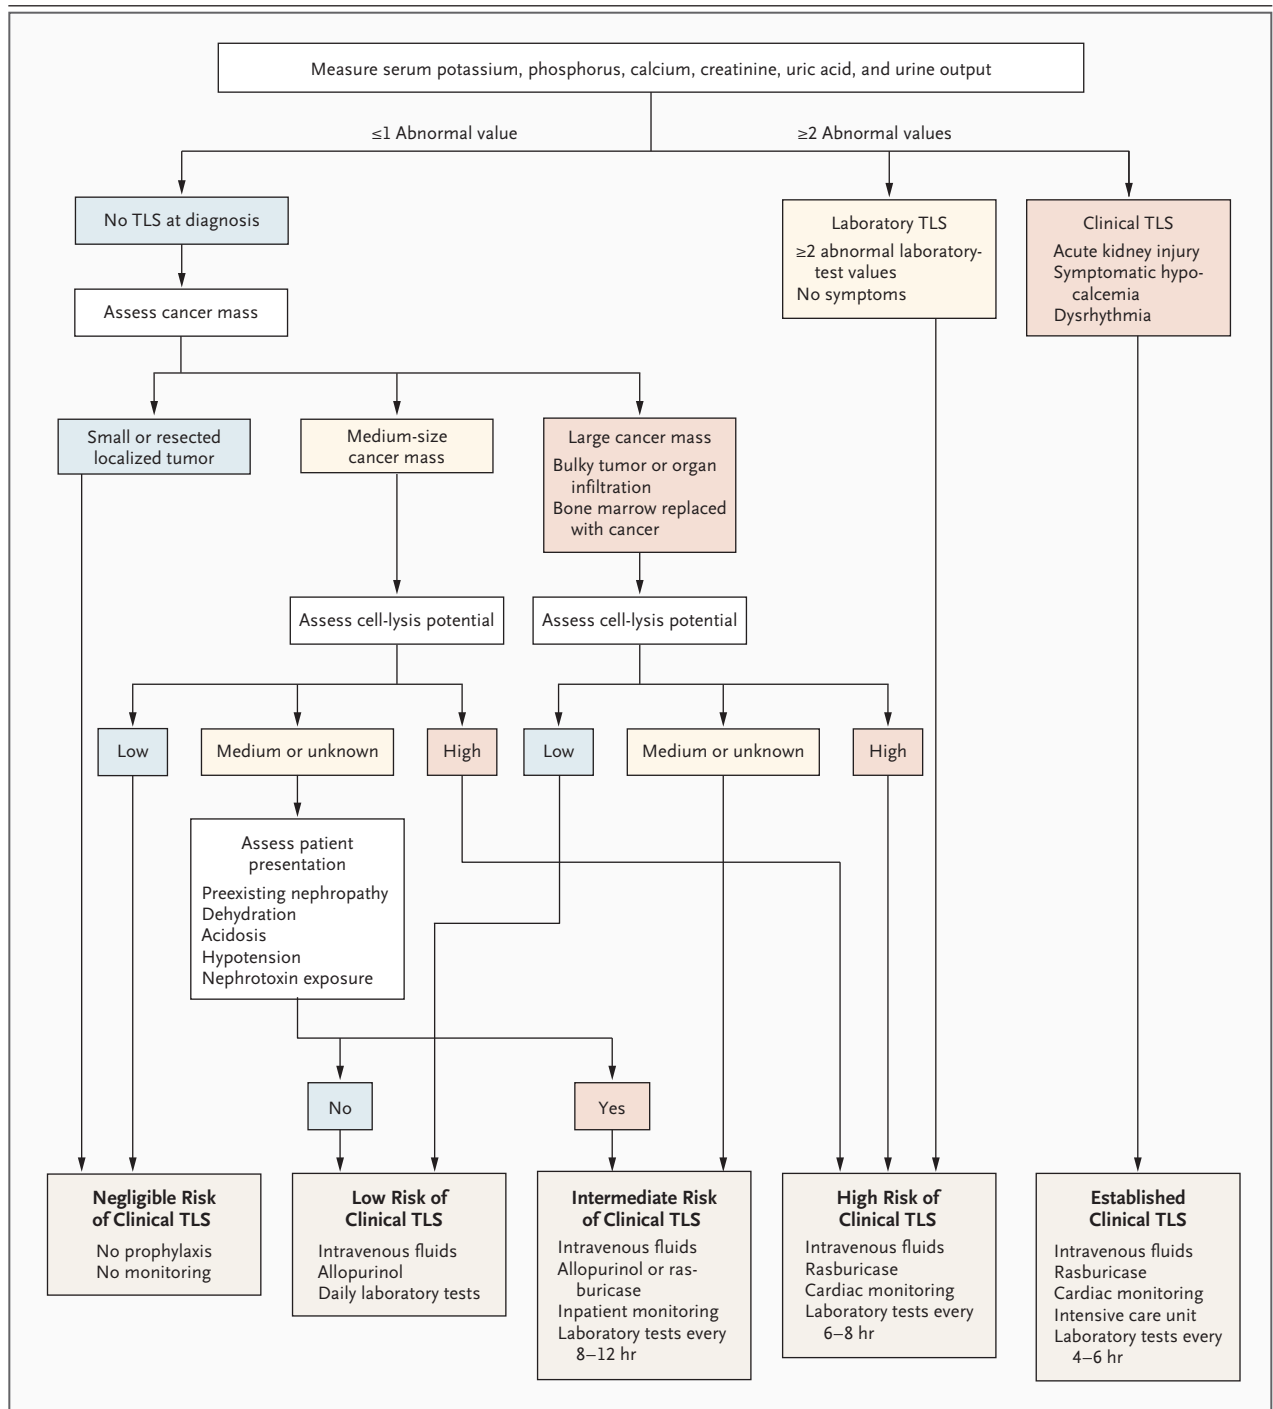 Measure serum potassium, phosphorus, calcium, creatinine, uric acid, and urine output
≤1 Abnormal value
≥2 Abnormal values
No TLS at diagnosis
Laboratory TLS
≥2 abnormal laboratory-
test values
No symptoms
Clinical TLS
Acute kidney injury
Symptomatic hypo-
calcemia
Dysrhythmia
Assess cancer mass
Small or resected
localized tumor
Medium-size
cancer mass
Large cancer mass
Bulky tumor or organ
infiltration
Bone marrow replaced
with cancer
Assess cell-lysis potential
Assess cell-lysis potential
Low
Medium or unknown
High
Low
Medium or unknown
High
Assess patient
presentation
Preexisting nephropathy
Dehydration
Acidosis
Hypotension
Nephrotoxin exposure
No
Yes
Negligible Risk
of Clinical TLS
No prophylaxis
No monitoring
Low Risk of
Clinical TLS
Intravenous fluids
Allopurinol
Daily laboratory tests
Intermediate Risk
of Clinical TLS
Intravenous fluids
Allopurinol or ras-
buricase
Inpatient monitoring
Laboratory tests every
8–12 hr
High Risk of
Clinical TLS
Intravenous fluids
Rasburicase
Cardiac monitoring
Laboratory tests every
6–8 hr
Established
Clinical TLS
Intravenous fluids
Rasburicase
Cardiac monitoring
Intensive care unit
Laboratory tests every
4–6 hr